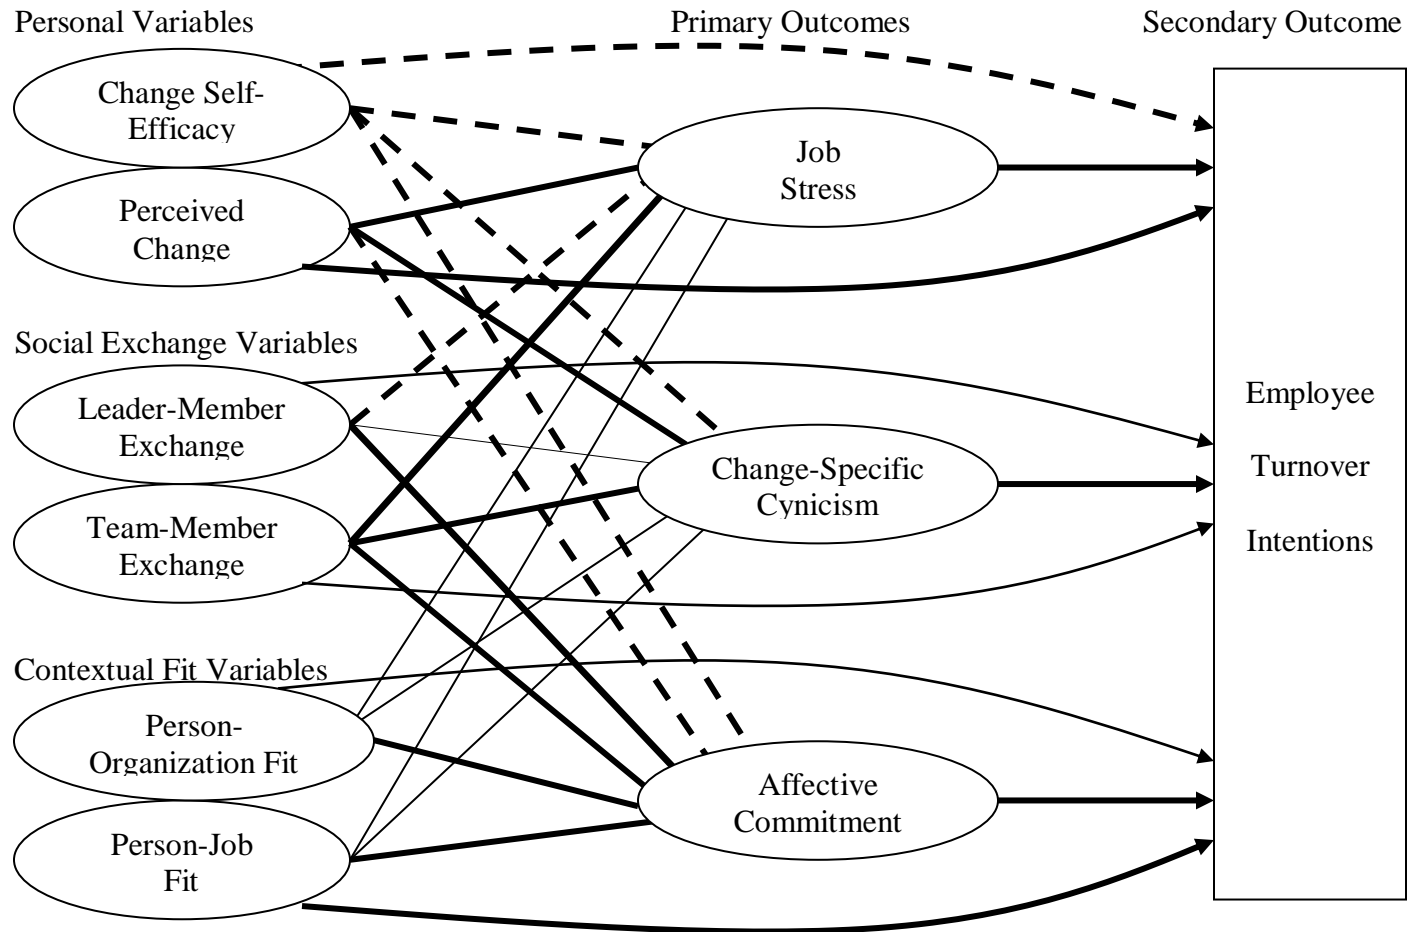 Personal Variables
Primary Outcomes
Secondary Outcome
Change Self-
Efficacy
Job
Stress
Perceived
Change
Social Exchange Variables
Leader-Member
Exchange
Employee
Change-Specific
Cynicism
Turnover
Team-Member
Exchange
Intentions
Contextual Fit Variables
Person-
Organization Fit
Affective
Commitment
Person-Job
Fit